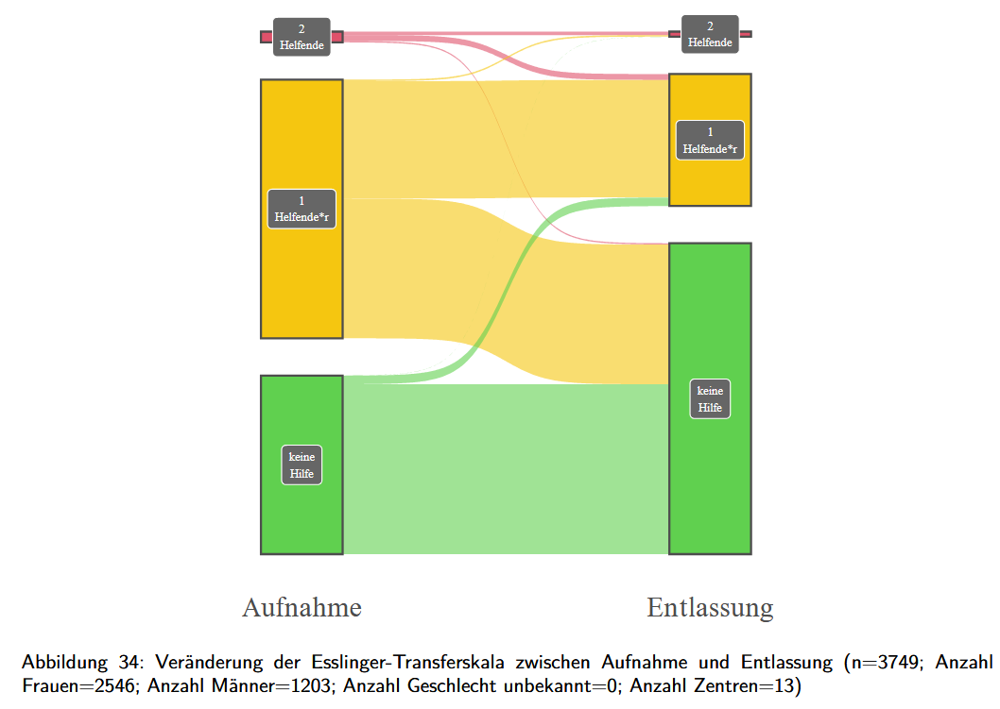 2
Helfende
2
Helfende
1
Helfende*r
1
Helfende*r
keine
Hilfe
keine
Hilfe
Aufnahme
Entlassung
Abbildung 34: Veränderung der Esslinger-Transferskala zwischen Aufnahme und Entlassung (n=3749; Anzahl
Frauen=2546; Anzahl Männer=1203; Anzahl Geschlecht unbekannt=0; Anzahl Zentren=13)